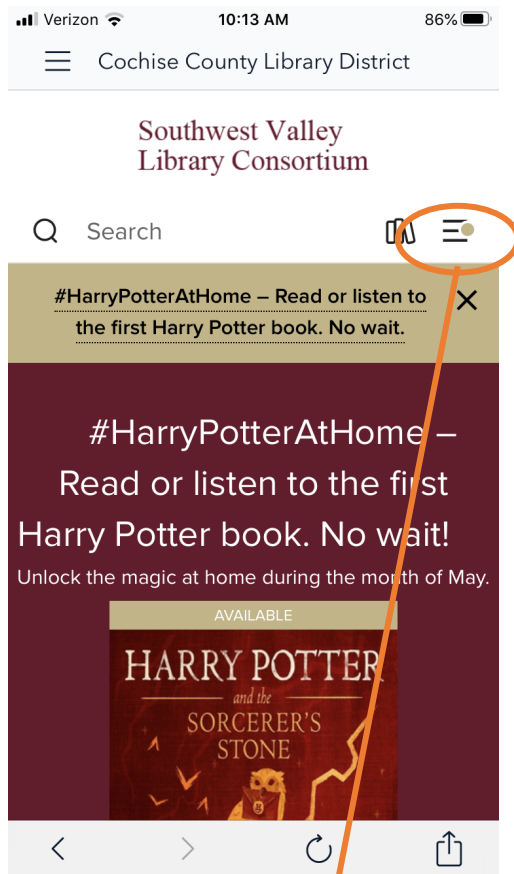 Verizon 10:13 AM 86%
Cochise County Library District
Southwest Valley
Library Consortium
Search
#HarryPotterAtHome – Read or listen to
the first Harry Potter book. No wait.
#HarryPotterAtHome –
Read or listen to the first
Harry Potter book. No wait!
Unlock the magic at home during the month of May.
AVAILABLE
HARRY POTTER
and the
SORCERER'S
STONE